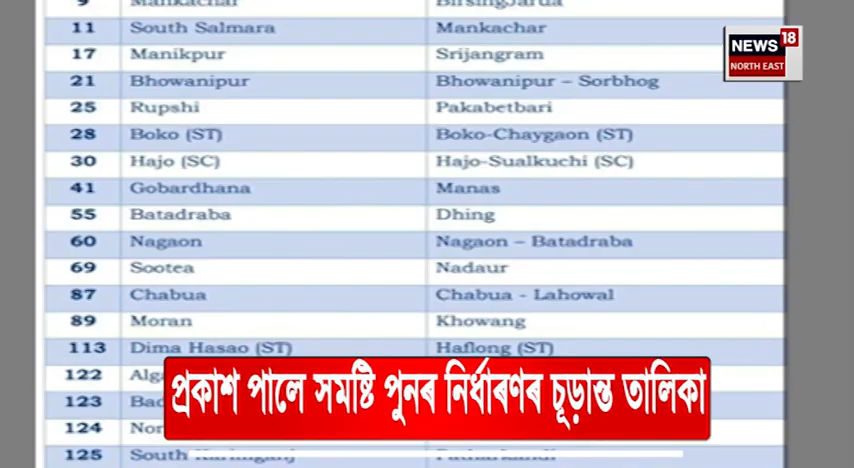 9 Mankachar BirsingJarua
11 South Salmara Mankachar
17 Manikpur Srijangram
21 Bhowanipur Bhowanipur – Sorbhog
25 Rupshi Pakabetbari
28 Boko (ST) Boko-Chaygaon (ST)
30 Hajo (SC) Hajo-Sualkuchi (SC)
41 Gobardhana Manas
55 Batadraba Dhing
60 Nagaon Nagaon – Batadraba
69 Sootea Nadaur
87 Chabua Chabua - Lahowal
89 Moran Khowang
113 Dima Hasao (ST) Haflong (ST)
122
123
124
125 South
NEWS 18
NORTH EAST
প্ৰকাশ পালে সমষ্টি পুনৰ নিৰ্ধাৰণৰ চূড়ান্ত তালিকা